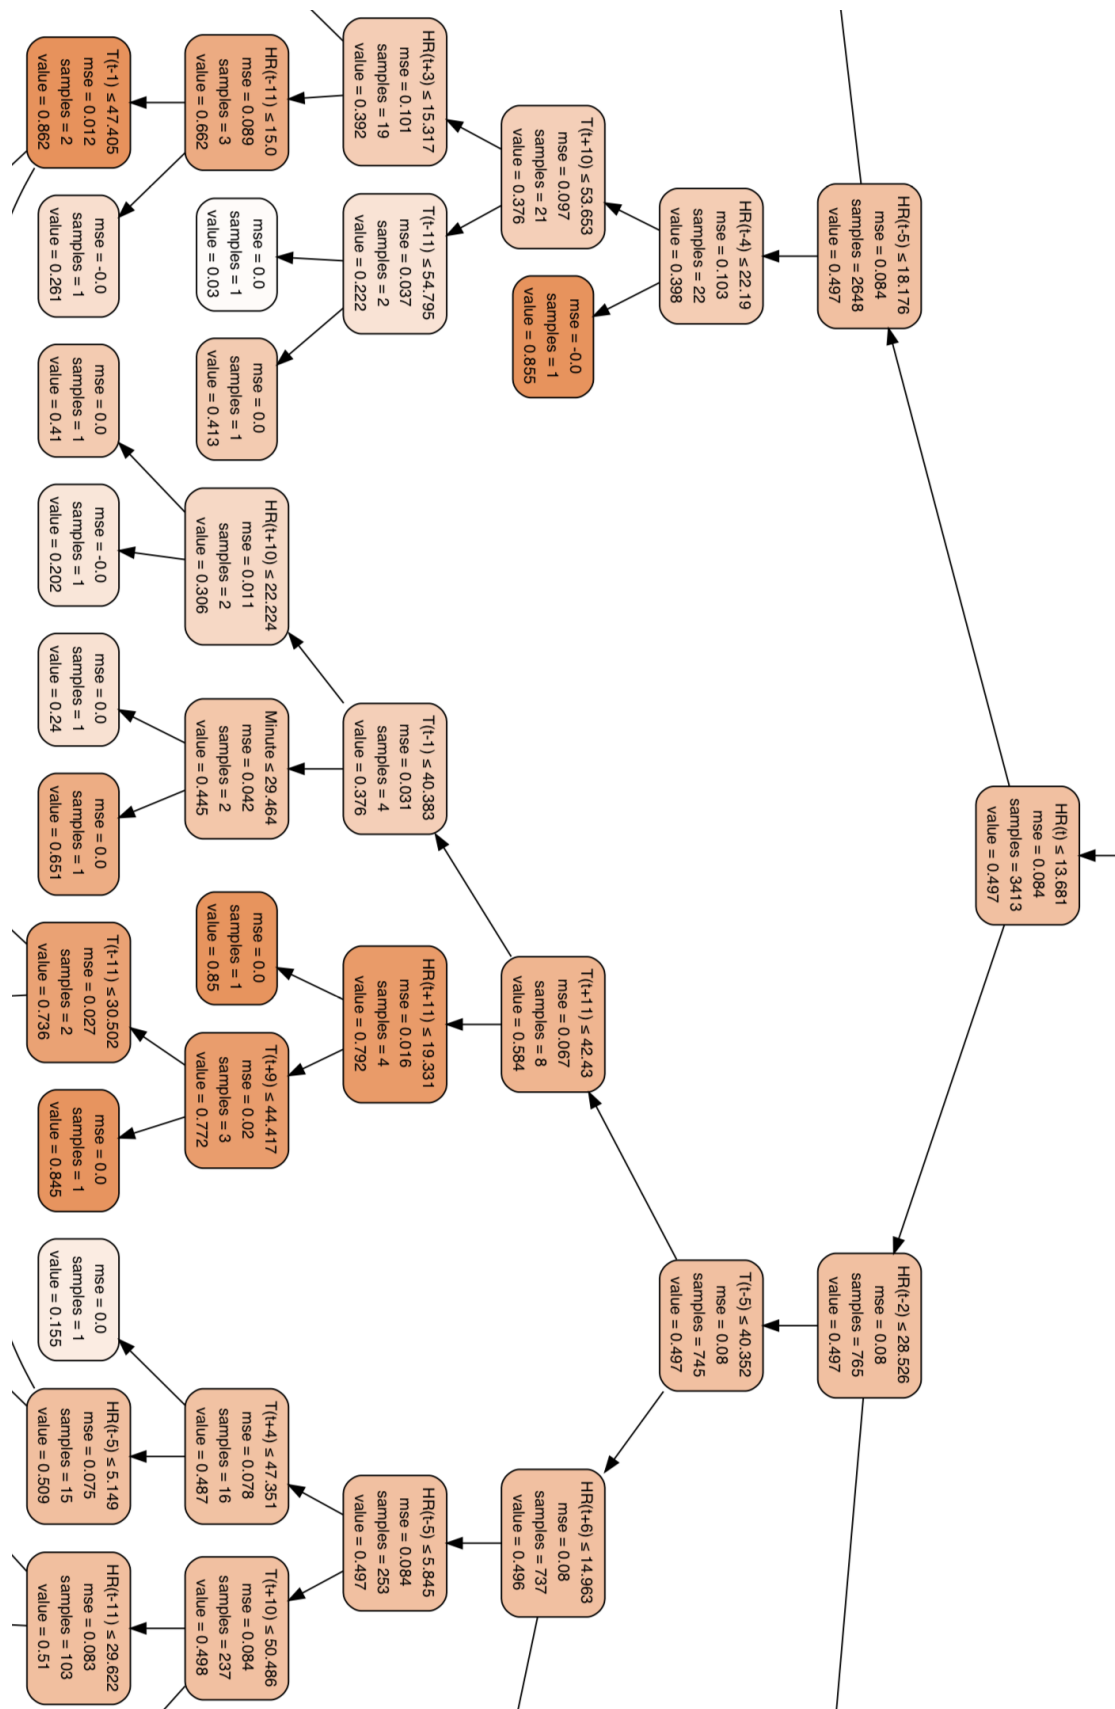 HR(t) ≤ 13.681
mse = 0.084
samples = 3413
value = 0.497
HR(t-5) ≤ 18.176
mse = 0.084
samples = 2648
value = 0.497
HR(t-2) ≤ 28.526
mse = 0.08
samples = 765
value = 0.497
HR(t-4) ≤ 22.19
mse = 0.103
samples = 22
value = 0.398
T(t-5) ≤ 40.352
mse = 0.08
samples = 745
value = 0.497
T(t+10) ≤ 53.653
mse = 0.097
samples = 21
value = 0.376
mse = -0.0
samples = 1
value = 0.855
T(t+11) ≤ 42.43
mse = 0.067
samples = 8
value = 0.584
HR(t+6) ≤ 14.963
mse = 0.08
samples = 737
value = 0.496
HR(t+3) ≤ 15.317
mse = 0.101
samples = 19
value = 0.392
T(t-11) ≤ 54.795
mse = 0.037
samples = 2
value = 0.222
T(t-1) ≤ 40.383
mse = 0.031
samples = 4
value = 0.376
HR(t+11) ≤ 19.331
mse = 0.016
samples = 4
value = 0.792
HR(t-5) ≤ 5.845
mse = 0.084
samples = 253
value = 0.497
HR(t-11) ≤ 15.0
mse = 0.089
samples = 3
value = 0.662
mse = 0.0
samples = 1
value = 0.03
mse = 0.0
samples = 1
value = 0.413
HR(t+10) ≤ 22.224
mse = 0.011
samples = 2
value = 0.306
Minute ≤ 29.464
mse = 0.042
samples = 2
value = 0.445
mse = 0.0
samples = 1
value = 0.85
T(t+9) ≤ 44.417
mse = 0.02
samples = 3
value = 0.772
T(t+4) ≤ 47.351
mse = 0.078
samples = 16
value = 0.487
T(t+10) ≤ 50.486
mse = 0.084
samples = 237
value = 0.498
T(t-1) ≤ 47.405
mse = 0.012
samples = 2
value = 0.862
mse = -0.0
samples = 1
value = 0.261
mse = 0.0
samples = 1
value = 0.41
mse = -0.0
samples = 1
value = 0.202
mse = 0.0
samples = 1
value = 0.24
mse = 0.0
samples = 1
value = 0.651
T(t-11) ≤ 30.502
mse = 0.027
samples = 2
value = 0.736
mse = 0.0
samples = 1
value = 0.845
mse = 0.0
samples = 1
value = 0.155
HR(t-5) ≤ 5.149
mse = 0.075
samples = 15
value = 0.509
HR(t-11) ≤ 29.622
mse = 0.083
samples = 103
value = 0.51